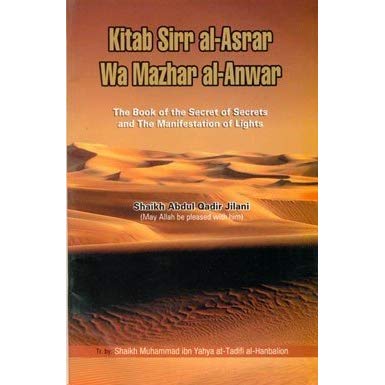 Kitab Sirr al-Asrar
Wa Mazhar al-Anwar
The Book of the Secret of Secrets
and The Manifestation of Lights
Shaikh Abdul Qadir Jilani
(May Allah be pleased with him)
Tr. by: Shaikh Muhammad ibn Yahya at-Tadifi al-Hanbalion